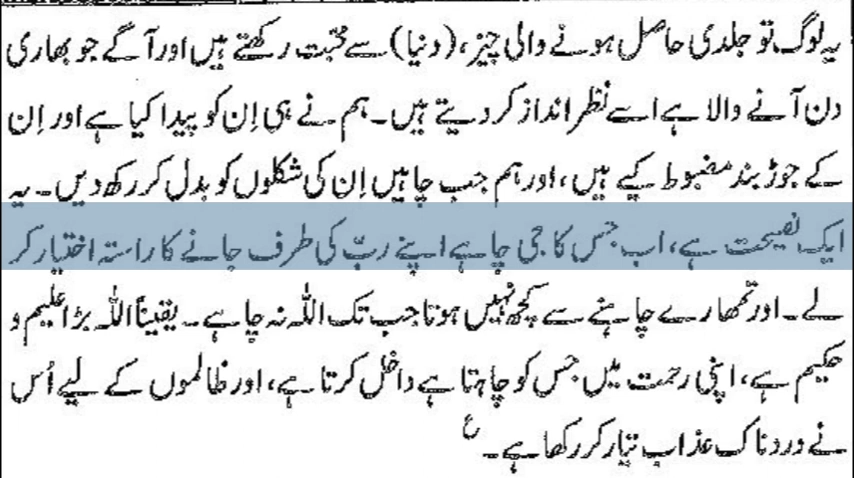 یہ لوگ تو جلدی حاصل ہونے والی چیز، (دنیا) سے محبت رکھتے ہیں اور آگے جو بھاری
دن آنے والا ہے اسے نظر انداز کر دیتے ہیں۔ ہم نے ہی اِن کو پیدا کیا ہے اور اِن
کے جوڑ بند مضبوط کیے ہیں، اور ہم جب چاہیں اِن کی شکلوں کو بدل کر رکھ دیں۔ یہ
ایک نصیحت ہے، اب جس کا جی چاہے اپنے ربّ کی طرف جانے کا راستہ اختیار کر
لے۔ اور تمھارے چاہنے سے کچھ نہیں ہوتا جب تک اللہ نہ چاہے۔ یقیناً اللہ بڑا علیم و
حکیم ہے، اپنی رحمت میں جس کو چاہتا ہے داخل کرتا ہے، اور ظالموں کے لیے اُس
نے دردناک عذاب تیار کر رکھا ہے۔ ع